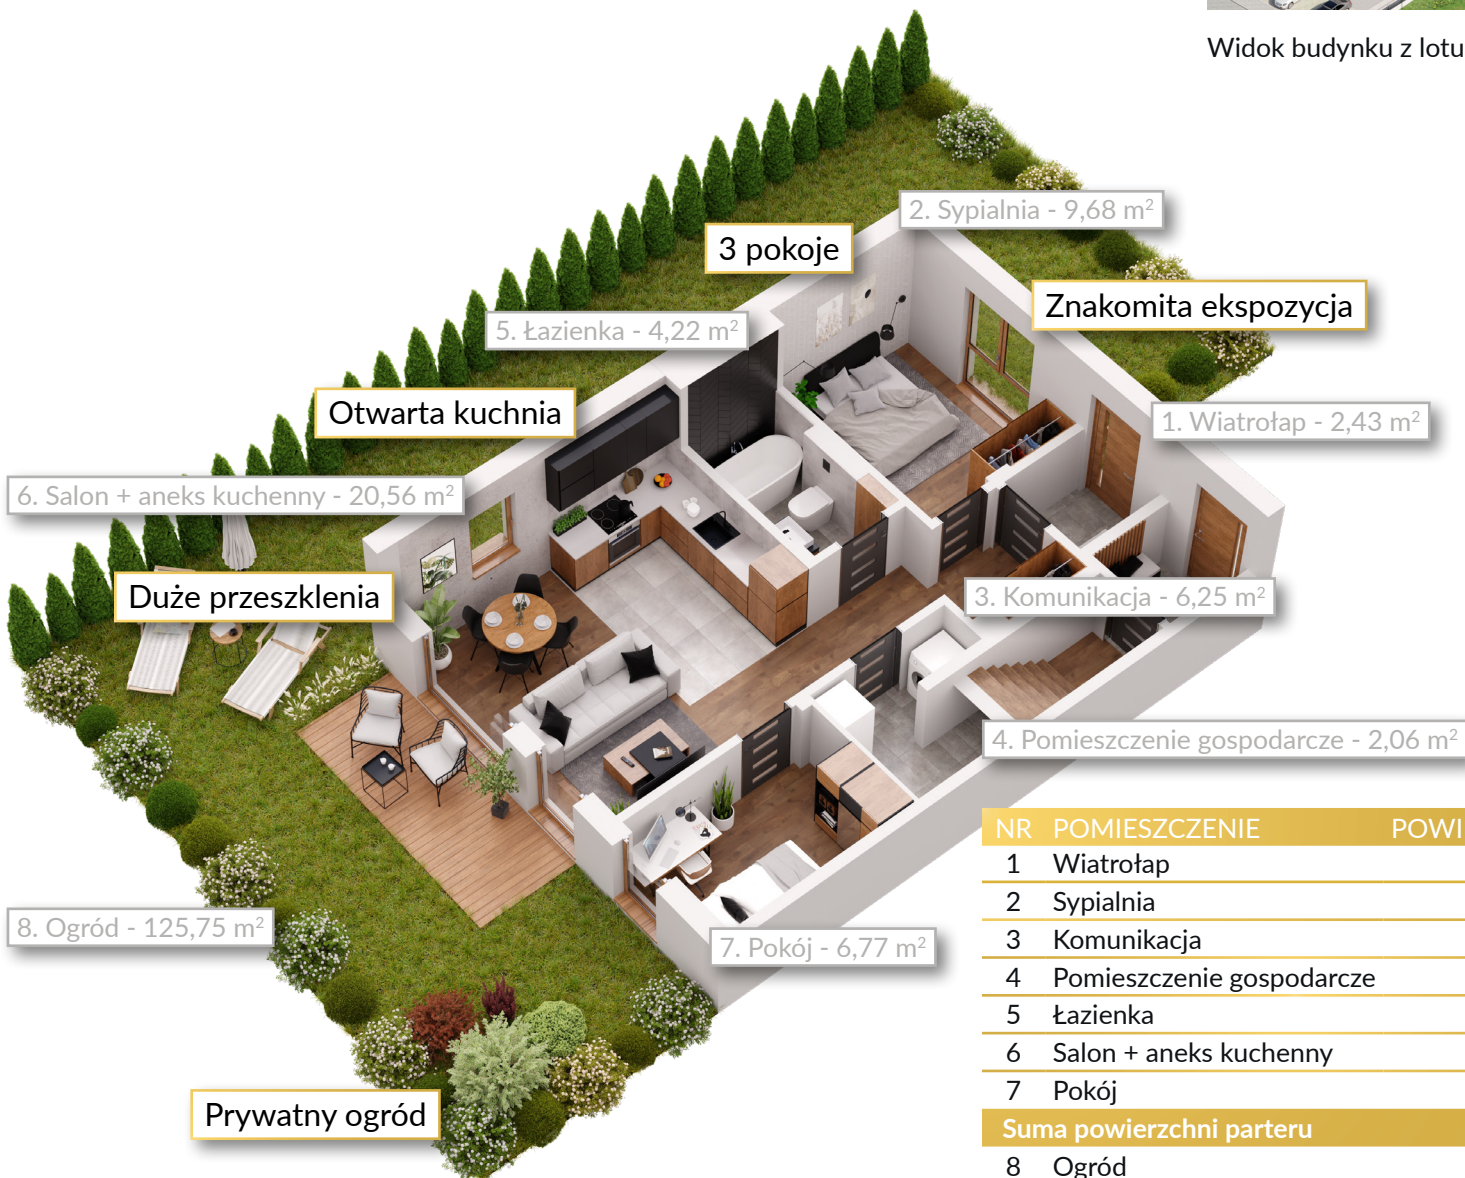 Widok budynku z lotu
2. Sypialnia - 9,68 m²
3 pokoje
Znakomita ekspozycja
5. Łazienka - 4,22 m²
Otwarta kuchnia
1. Wiatrołap - 2,43 m²
6. Salon + aneks kuchenny - 20,56 m²
Duże przeszklenia
3. Komunikacja - 6,25 m²
4. Pomieszczenie gospodarcze - 2,06 m²
8. Ogród - 125,75 m²
7. Pokój - 6,77 m²
Prywatny ogród
NR POMIESZCZENIE POWI
1 Wiatrołap
2 Sypialnia
3 Komunikacja
4 Pomieszczenie gospodarcze
5 Łazienka
6 Salon + aneks kuchenny
7 Pokój
Suma powierzchni parteru
8 Ogród